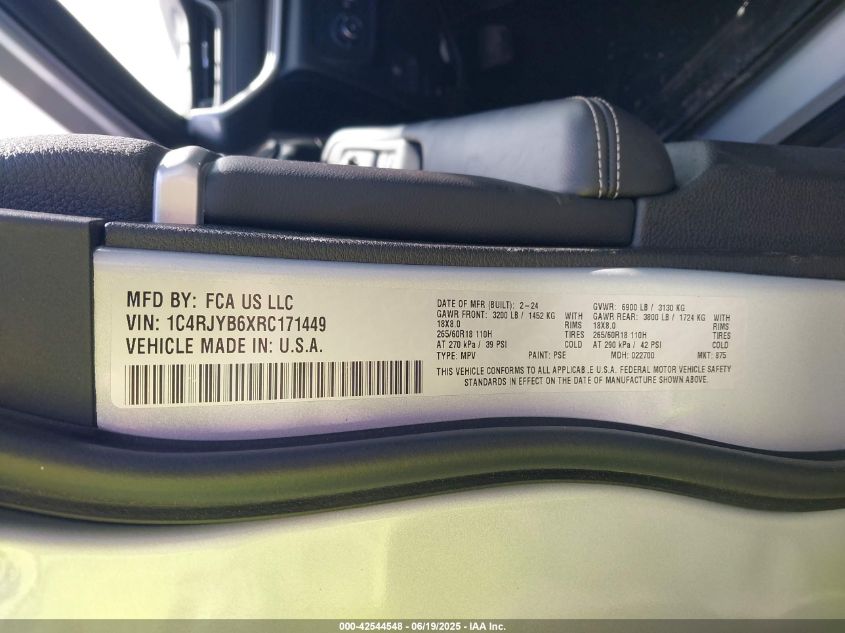 MFD BY: FCA US LLC
VIN: 1C4RJYB6XRC171449
VEHICLE MADE IN: U.S.A.
DATE OF MFR (BUILT): 2-24 GVWR: 6900 LB / 3130 KG
GAWR FRONT: 3200 LB / 1452 KG WITH GAWR REAR: 3800 LB / 1724 KG WITH
18X8.0 RIMS 18X8.0 RIMS
265/60R18 110H TIRES 265/60R18 110H TIRES
AT 270 kPa / 39 PSI COLD AT 290 kPa / 42 PSI COLD
TYPE: MPV PAINT: PSE MDH: 022700 MKT: 875
THIS VEHICLE CONFORMS TO ALL APPLICAB .E U.S.A. FEDERAL MOTOR VEHICLE SAFETY
STANDARDS IN EFFECT ON THE DATE OF MANUFACTURE SHOWN ABOVE.
000-42544548 - 06/19/2025 - IAA Inc.